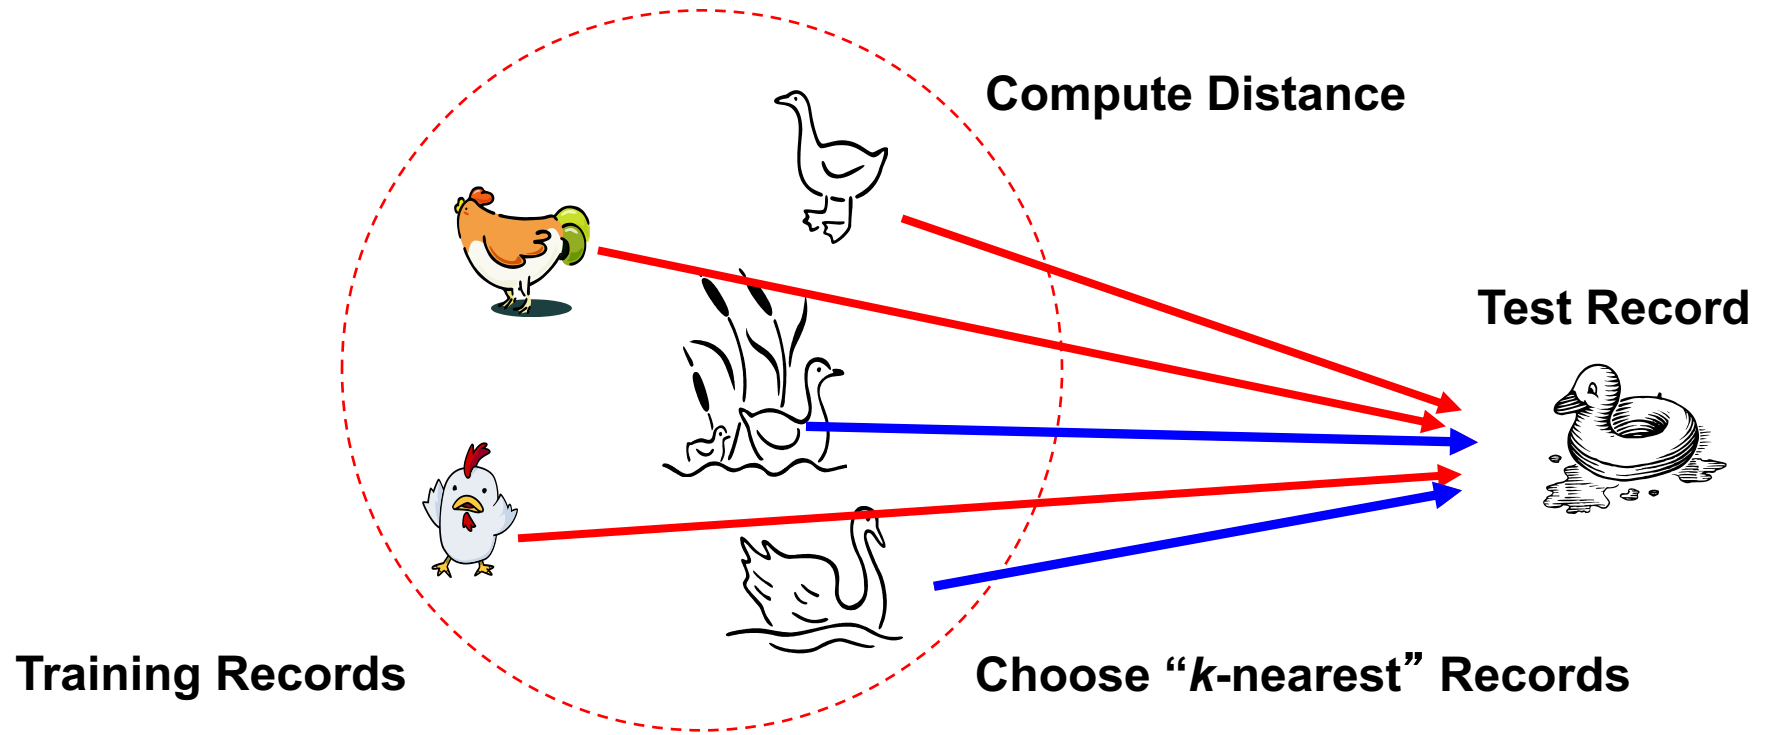 Compute Distance
Test Record
Training Records
Choose “k-nearest” Records